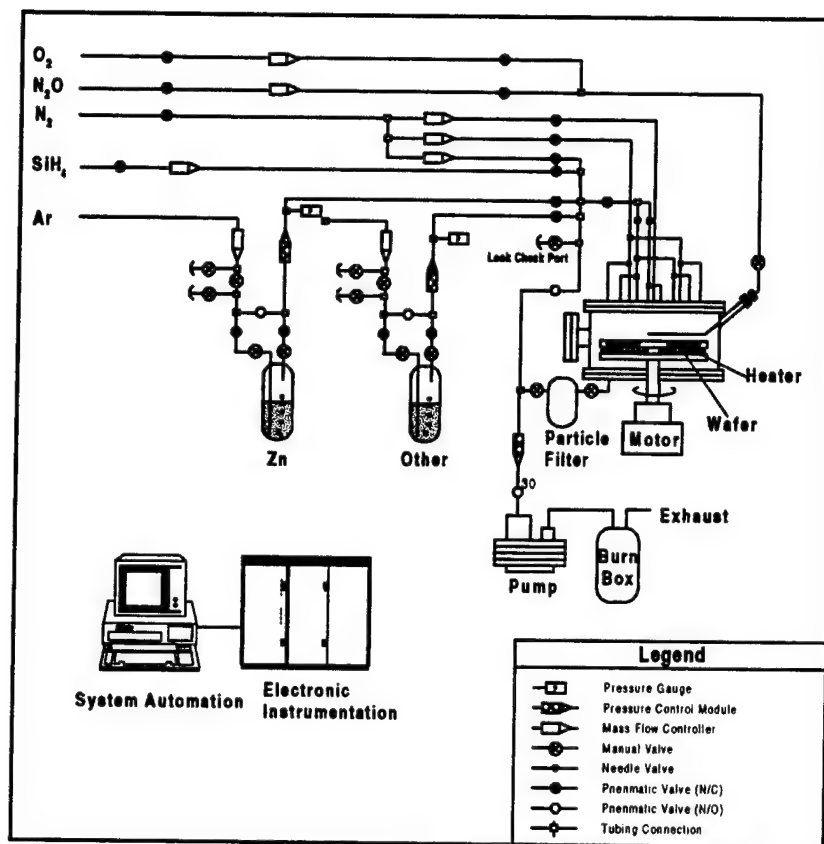 O₂
N₂O
N₂
SiH₄
Ar
P
P
Leak Check Port
Zn
Other
Particle
Filter
Motor
Heater
Wafer
30
Exhaust
Pump
Burn
Box
System Automation
Electronic
Instrumentation
Legend
P Pressure Gauge
Pressure Control Module
Mass Flow Controller
Manual Valve
Needle Valve
Pnenmatic Valve (N/C)
Pnenmatic Valve (N/O)
Tubing Connection